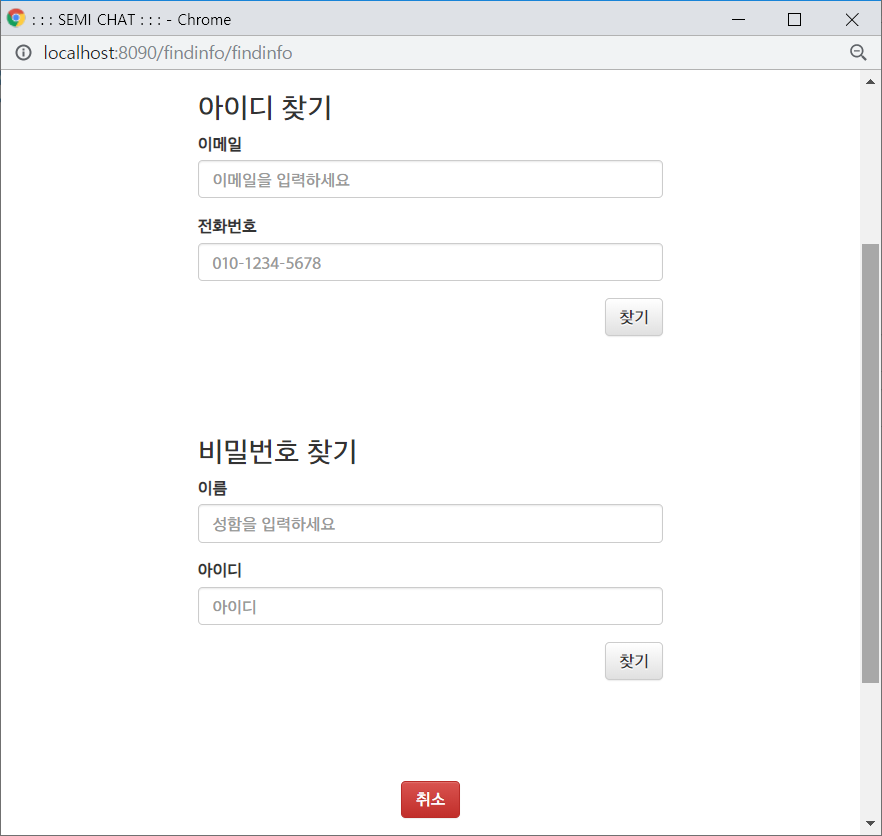 : : : SEMI CHAT : : : - Chrome
localhost:8090/findinfo/findinfo
아이디 찾기
이메일
이메일을 입력하세요
전화번호
010-1234-5678
찾기
비밀번호 찾기
이름
성함을 입력하세요
아이디
아이디
찾기
취소